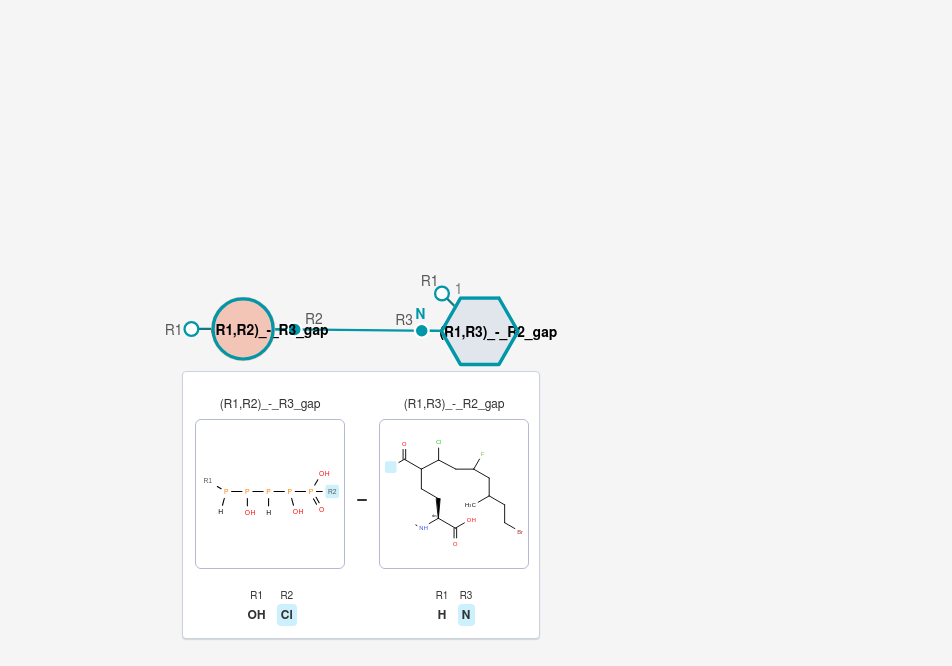 R1 1
N
R1 R1,R2)_-_R3_gap R2 R3 (R1,R3)_-_R2_gap
(R1,R2)_-_R3_gap (R1,R3)_-_R2_gap
O Cl F
R1 P P P P P OH R2
H OH H OH O
H₃C
NH OH O Br
–
R1 R2 R1 R3
OH Cl H N